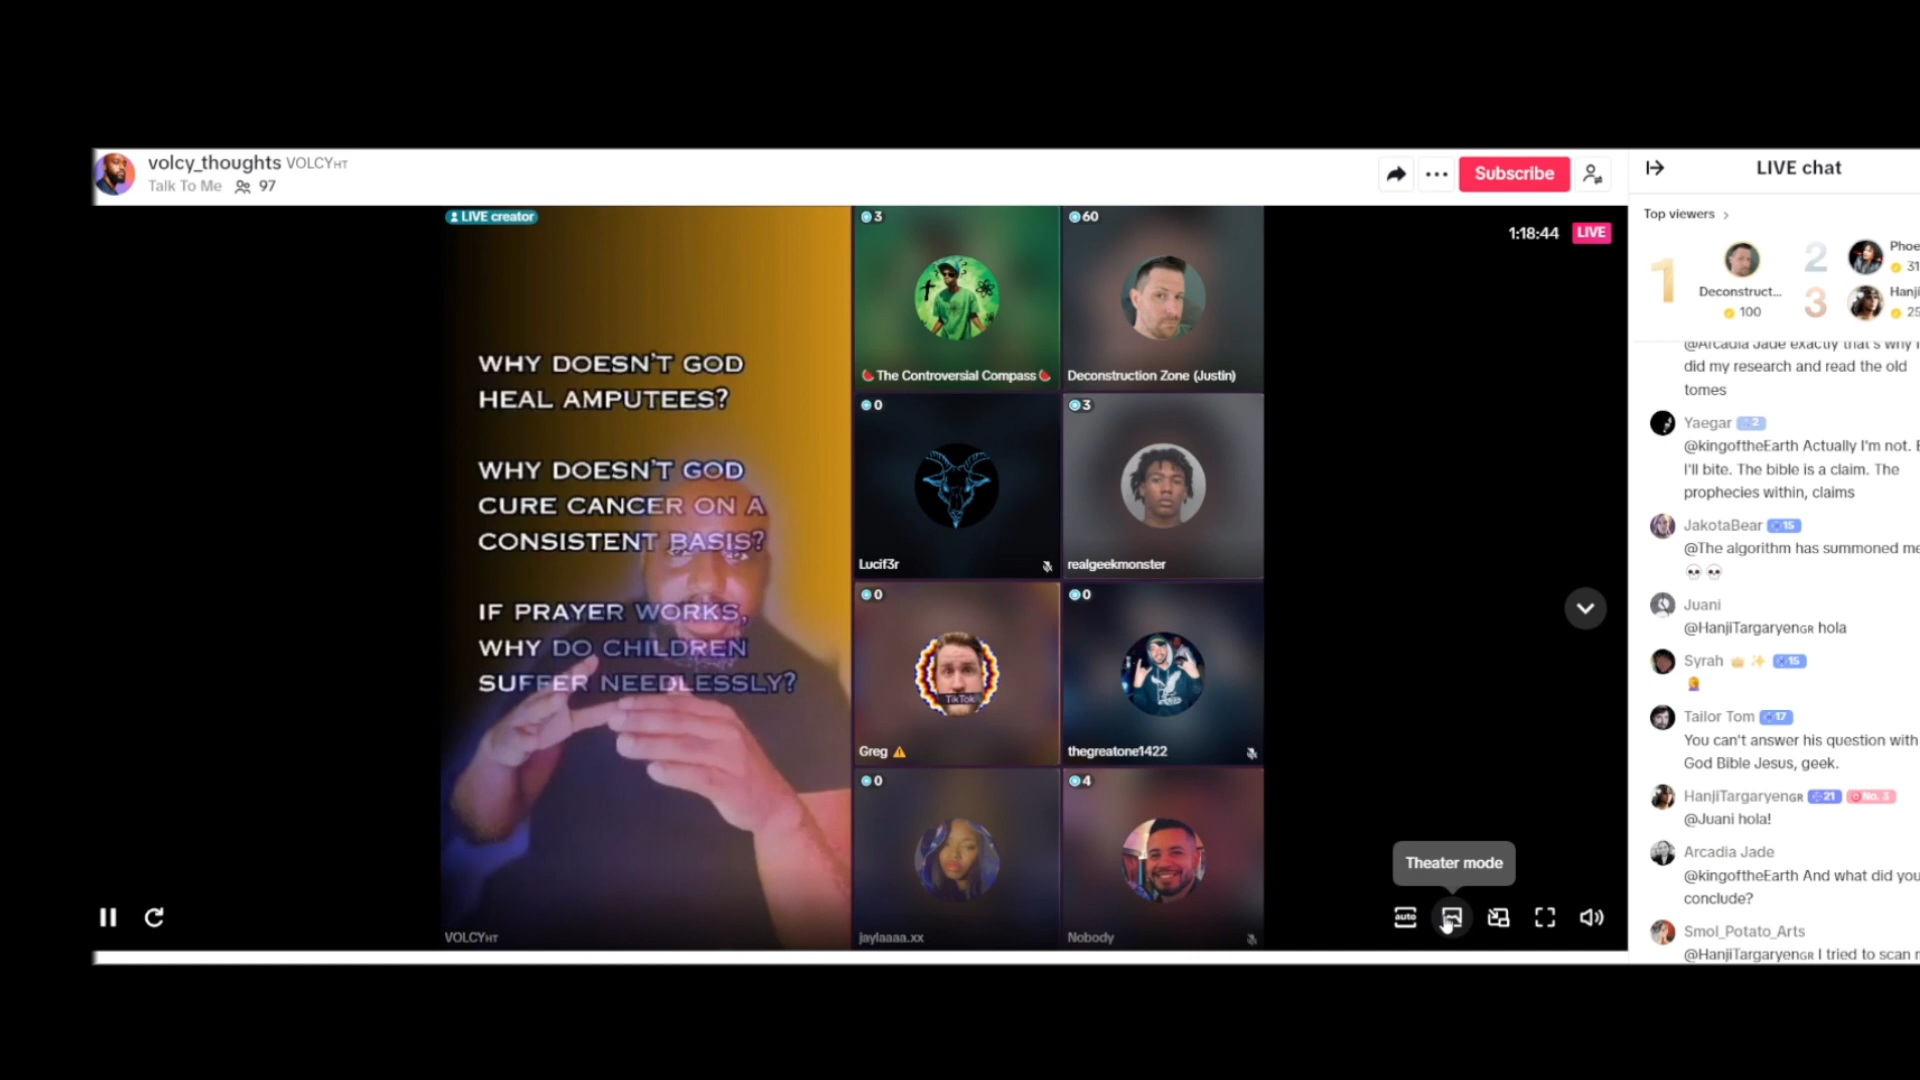 volcy_thoughts VOLCYHT
Talk To Me 97
Subscribe
LIVE creator
1:18:44 LIVE
WHY DOESN'T GOD
HEAL AMPUTEES?
WHY DOESN'T GOD
CURE CANCER ON A
CONSISTENT BASIS?
IF PRAYER WORKS,
WHY DO CHILDREN
SUFFER NEEDLESSLY?
VOLCYHT
3
🍉The Controversial Compass🍉
60
Deconstruction Zone (Justin)
0
Lucif3r
3
realgeekmonster
0
TikTok
Greg ⚠️
0
thegreatone1422
0
jaylaaaa.xx
4
Nobody
Theater mode
auto
LIVE chat
Top viewers >
1
Deconstruct...
100
2
Phoe
31
3
Hanji
25
@Arcadia Jade exactly that's why I
did my research and read the old
tomes
Yaegar 2
@kingoftheEarth Actually I'm not.
I'll bite. The bible is a claim. The
prophecies within, claims
JakotaBear 15
@The algorithm has summoned me
💀💀
Juani
@HanjiTargaryenGR hola
Syrah 👑 ✨ 15
Tailor Tom 17
You can't answer his question with
God Bible Jesus, geek.
HanjiTargaryenGR 21 No. 3
@Juani hola!
Arcadia Jade
@kingoftheEarth And what did you
conclude?
Smol_Potato_Arts
@HanjiTargaryenGR I tried to scan